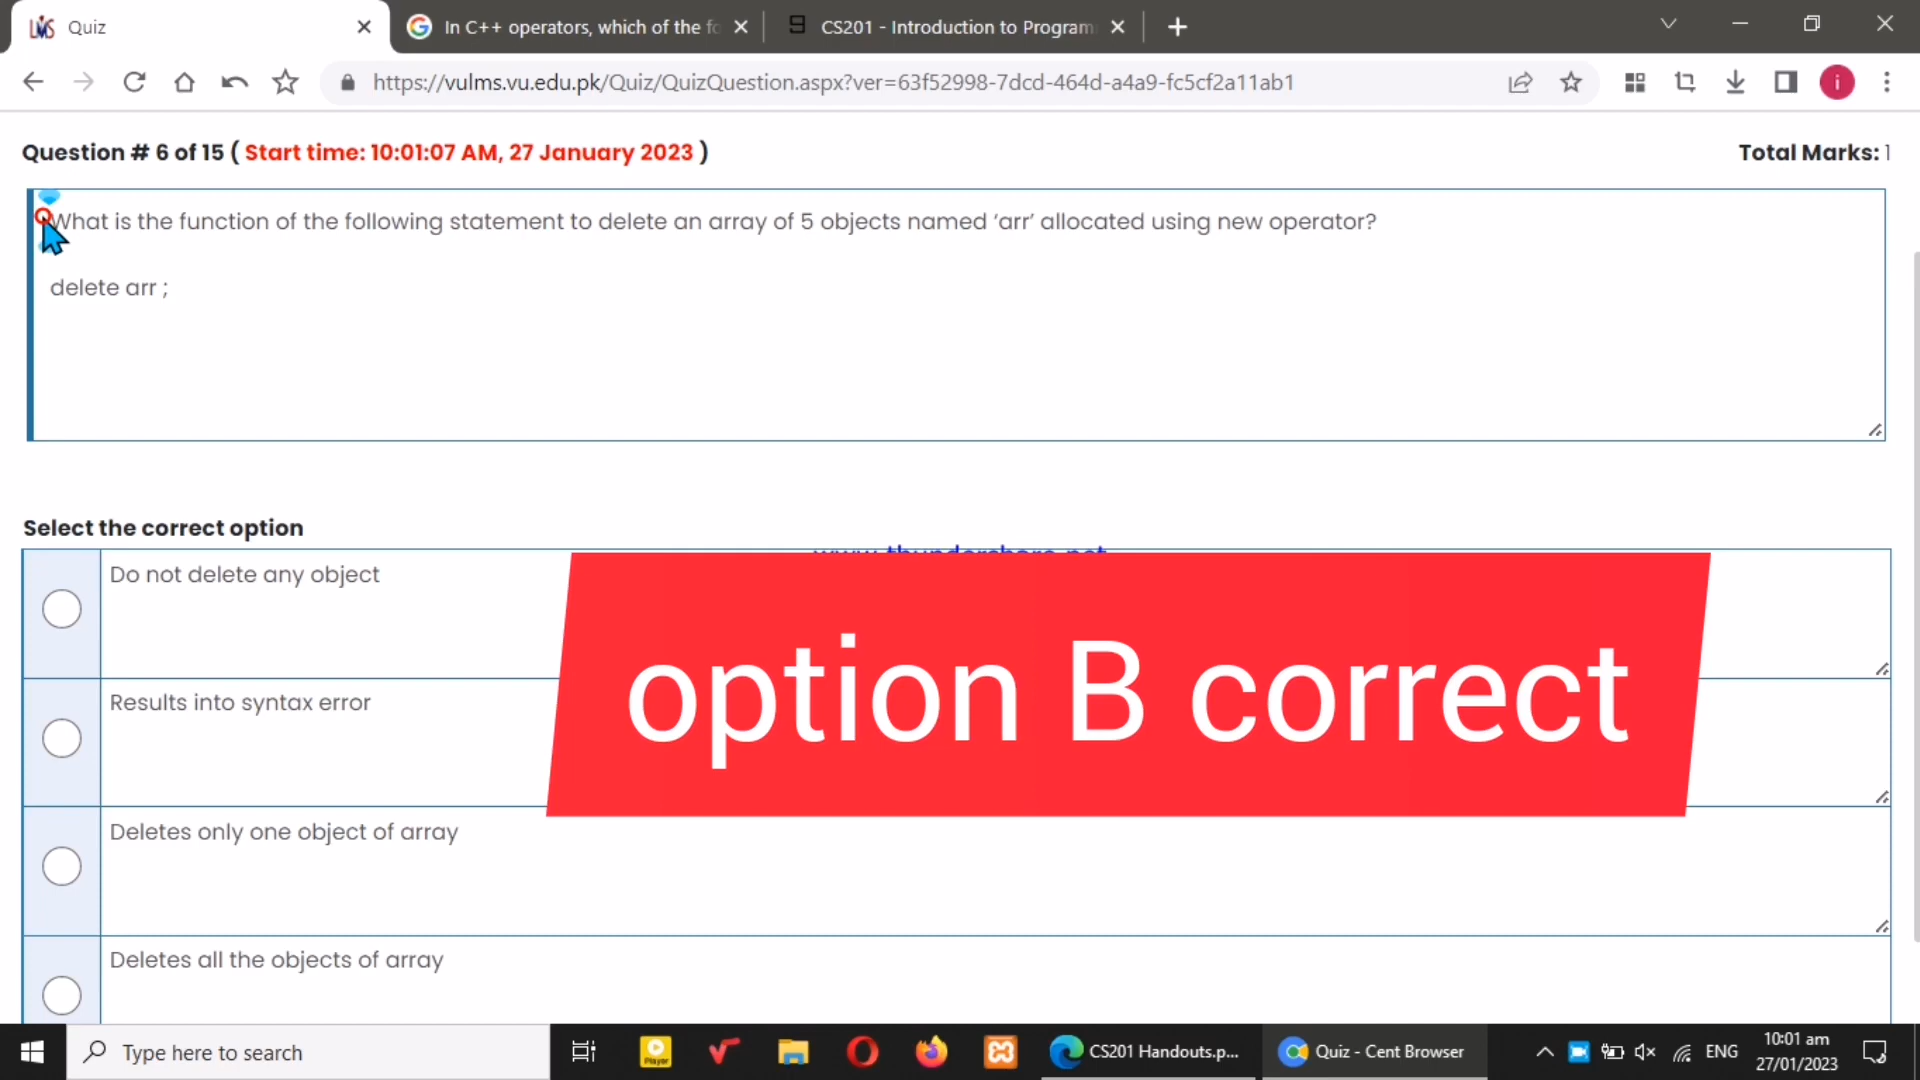 Quiz
In C++ operators, which of the fo
CS201 - Introduction to Program
https://vulms.vu.edu.pk/Quiz/QuizQuestion.aspx?ver=63f52998-7dcd-464d-a4a9-fc5cf2a11ab1
i
Question # 6 of 15 ( Start time: 10:01:07 AM, 27 January 2023 )
Total Marks: 1
What is the function of the following statement to delete an array of 5 objects named ‘arr’ allocated using new operator?
delete arr ;
Select the correct option
Do not delete any object
option B correct
Results into syntax error
Deletes only one object of array
Deletes all the objects of array
Type here to search
Player
CS201 Handouts.p...
Quiz - Cent Browser
ENG
10:01 am
27/01/2023